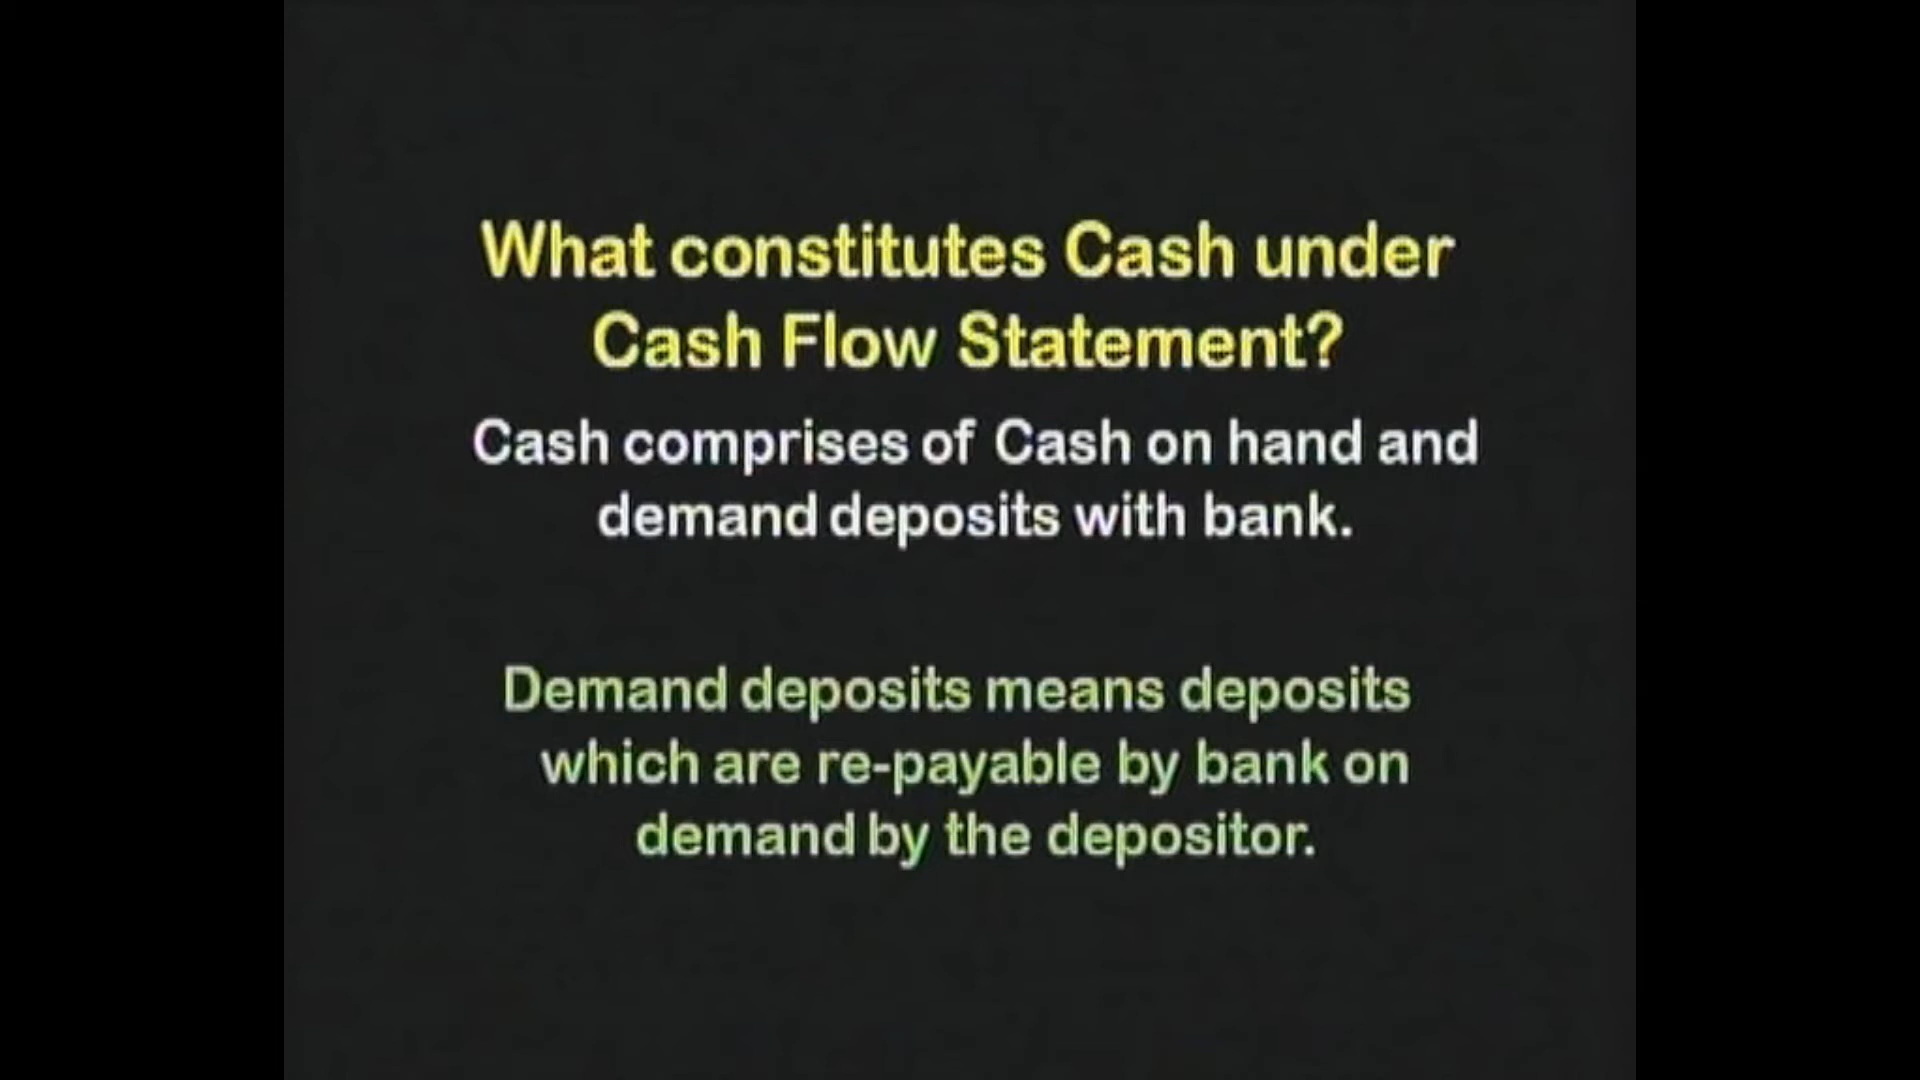 What constitutes Cash under
Cash Flow Statement?
Cash comprises of Cash on hand and
demand deposits with bank.
Demand deposits means deposits
which are re-payable by bank on
demand by the depositor.